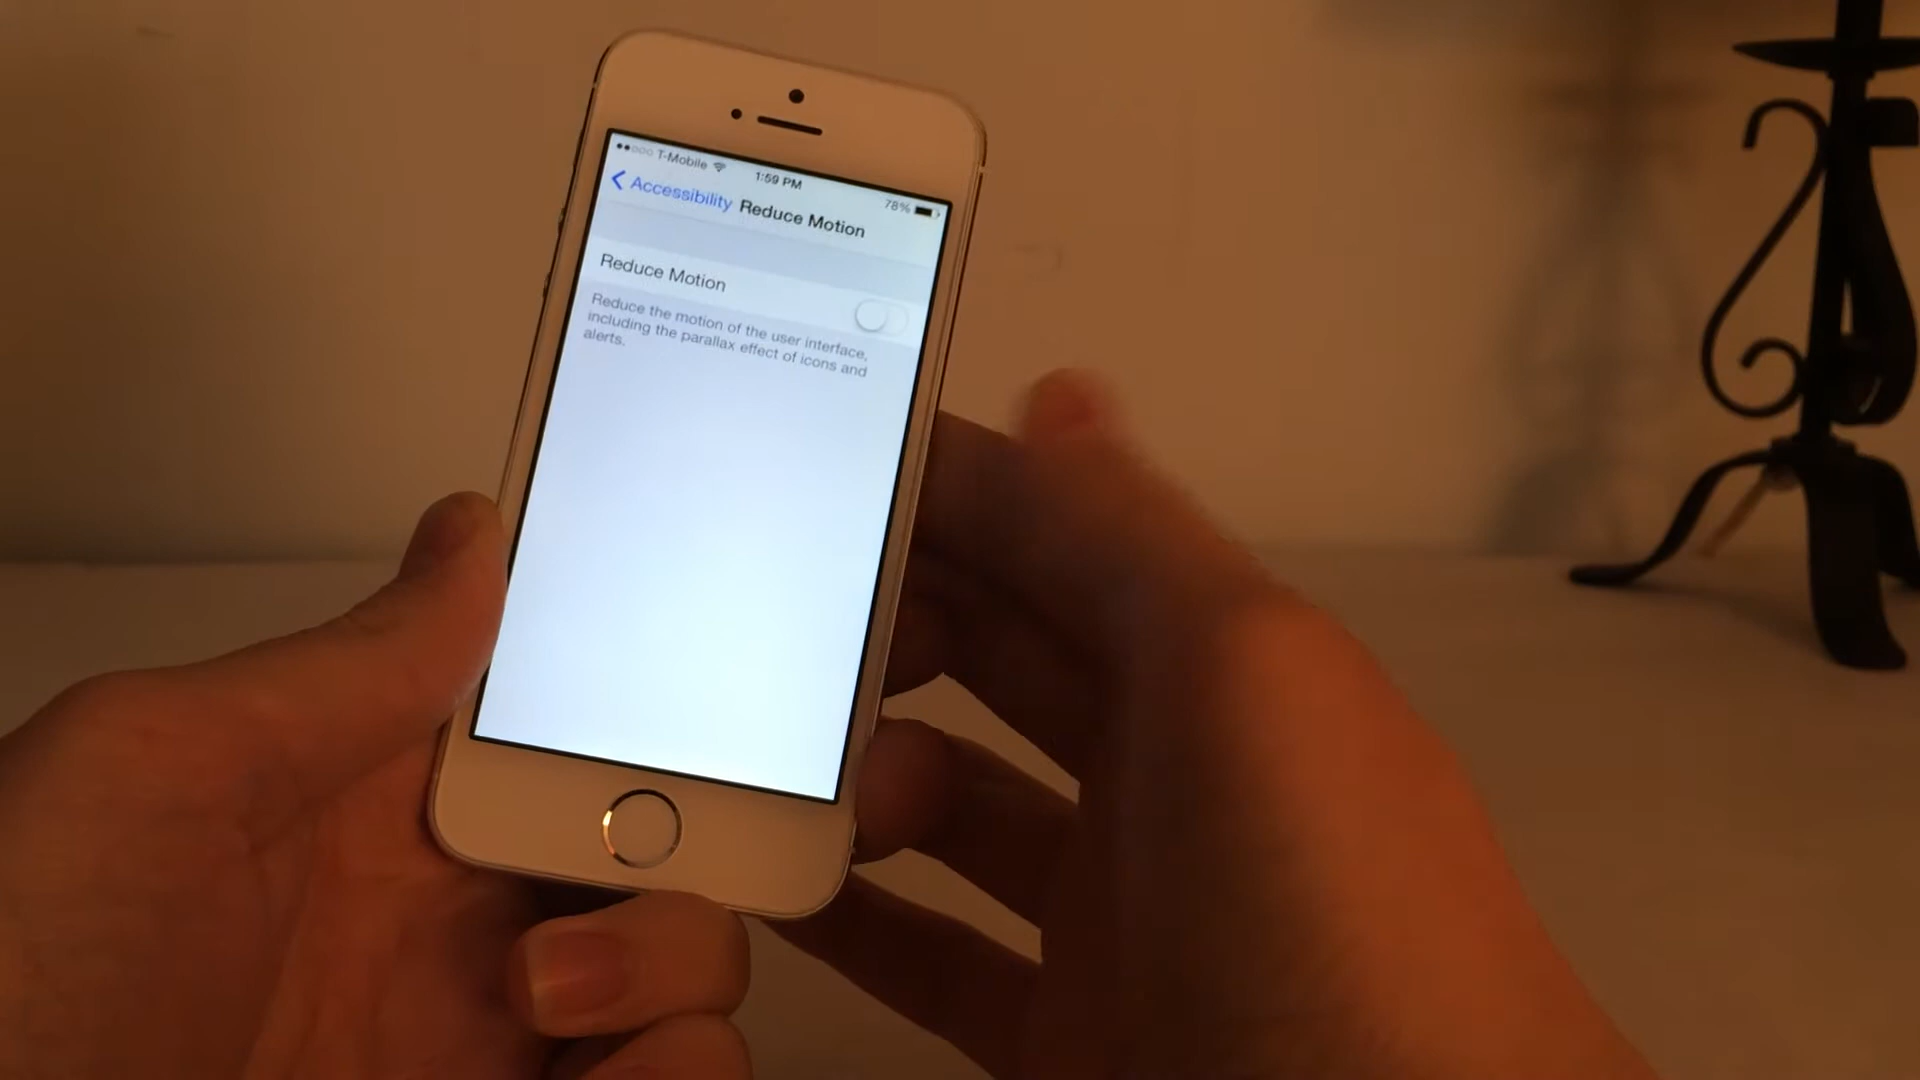 T-Mobile
1:59 PM
78%
Accessibility
Reduce Motion
Reduce Motion
Reduce the motion of the user interface,
including the parallax effect of icons and
alerts.